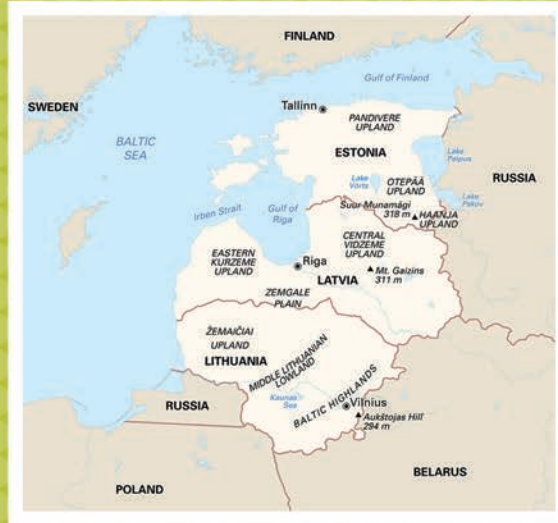 FINLAND
Gulf of Finland
SWEDEN
Tallinn
PANDIVERE
UPLAND
BALTIC
SEA
ESTONIA
Lake
Peipus
RUSSIA
Lake
Võrts
OTEPÄÄ
UPLAND
Lake
Pskov
Irben Strait
Gulf of
Riga
Suur Munamägi
318 m
HAANJA
UPLAND
CENTRAL
VIDZEME
UPLAND
EASTERN
KURZEME
UPLAND
Riga
Mt. Gaizins
311 m
LATVIA
ZEMGALE
PLAIN
ŽEMAIČIAI
UPLAND
LITHUANIA
MIDDLE LITHUANIAN
LOWLAND
Kaunas
Sea
BALTIC HIGHLANDS
Vilnius
RUSSIA
Aukštojas Hill
294 m
BELARUS
POLAND